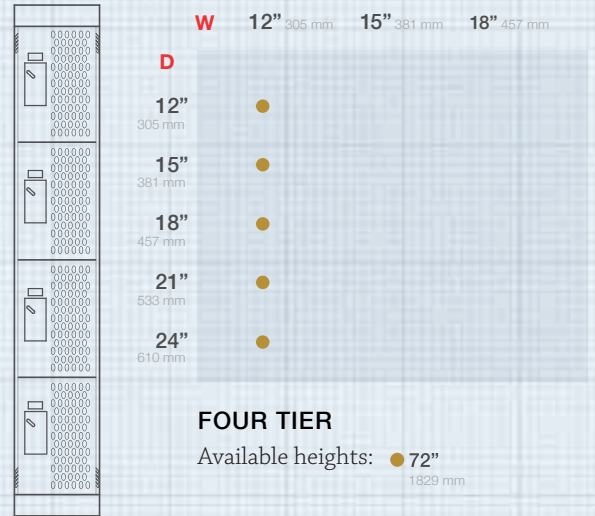 W 12” 305 mm 15” 381 mm 18” 457 mm
D
12”
305 mm
15”
381 mm
18”
457 mm
21”
533 mm
24”
610 mm
FOUR TIER
Available heights: 72”
1829 mm